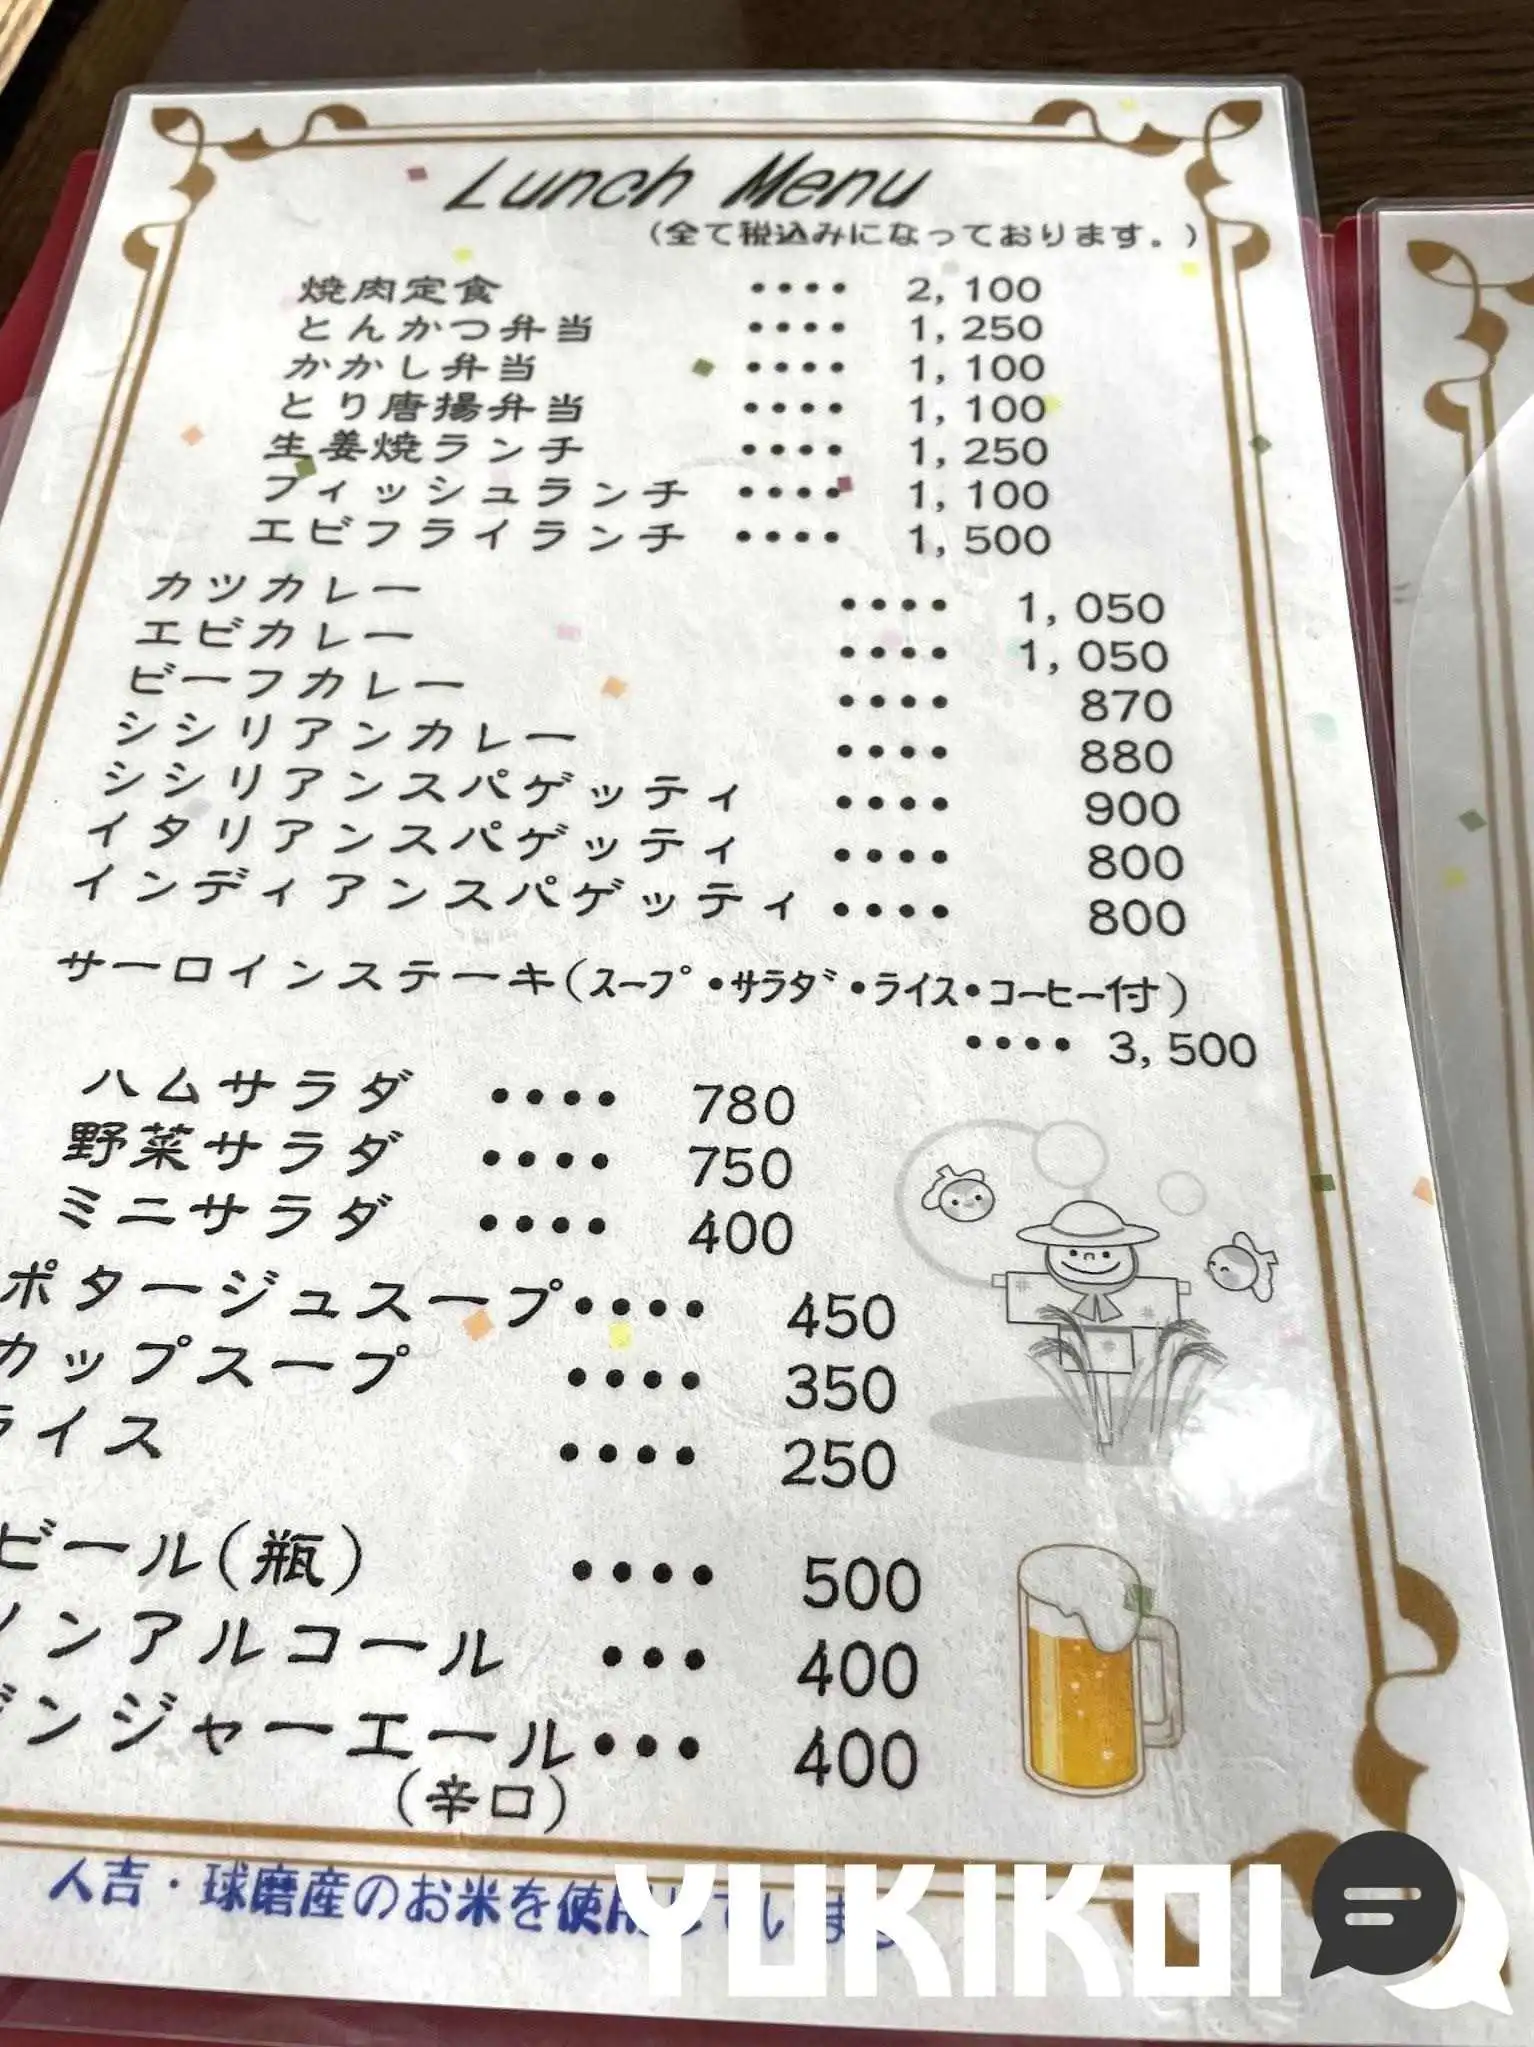 Lunch Menu
(全て税込みになっております。)
焼肉定食 ・・・・ 2,100
とんかつ弁当 ・・・・ 1,250
かかし弁当 ・・・・ 1,100
とり唐揚弁当 ・・・・ 1,100
生姜焼ランチ ・・・・ 1,250
フィッシュランチ ・・・・ 1,100
エビフライランチ ・・・・ 1,500
カツカレー ・・・・ 1,050
エビカレー ・・・・ 1,050
ビーフカレー ・・・・ 870
シシリアンカレー ・・・・ 880
シシリアンスパゲッティ ・・・・ 900
イタリアンスパゲッティ ・・・・ 800
インディアンスパゲッティ ・・・・ 800
サーロインステーキ(スープ・サラダ・ライス・コーヒー付)
・・・・ 3,500
ハムサラダ ・・・・ 780
野菜サラダ ・・・・ 750
ミニサラダ ・・・・ 400
ポタージュスープ・・・・ 450
カップスープ ・・・・ 350
ライス ・・・・ 250
ビール(瓶) ・・・・ 500
ノンアルコール ・・・ 400
ジンジャーエール・・・ 400
(辛口)
人吉・球磨産のお米を使用しています
YUKIKOI